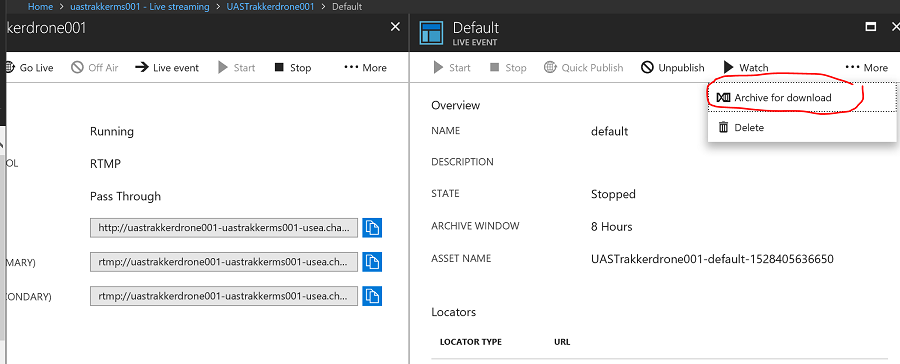 Home > uastrakkerms001 - Live streaming > UASTrakkerdrone001 > Default
kkerdrone001
Go Live Off Air Live event Start Stop ••• More
Running
OL RTMP
Pass Through
http://uastrakkerdrone001-uastrakkerms001-usea.cha...
MARY) rtmp://uastrakkerdrone001-uastrakkerms001-usea.ch...
CONDARY) rtmp://uastrakkerdrone001-uastrakkerms001-usea.ch...
Default
LIVE EVENT
Start Stop Quick Publish Unpublish Watch ••• More
Archive for download
Delete
Overview
NAME default
DESCRIPTION
STATE Stopped
ARCHIVE WINDOW 8 Hours
ASSET NAME UASTrakkerdrone001-default-1528405636650
Locators
LOCATOR TYPE URL